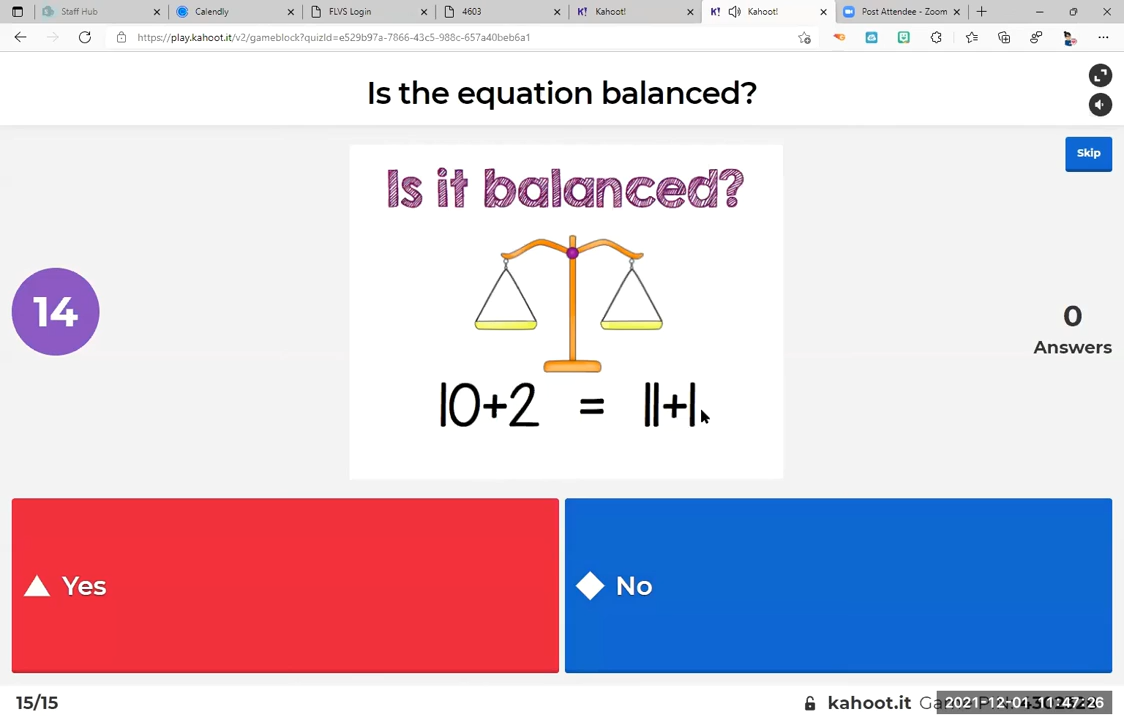 Staff Hub
Calendly
FLVS Login
4603
Kahoot!
Kahoot!
Post Attendee - Zoom
https://play.kahoot.it/v2/gameblock?quizId=e529b97a-7866-43c5-988c-657a40beb6a1
Is the equation balanced?
Skip
Is it balanced?
14
0
Answers
10+2 = 11+1
Yes
No
15/15
kahoot.it
2021-12-01 11:47:26